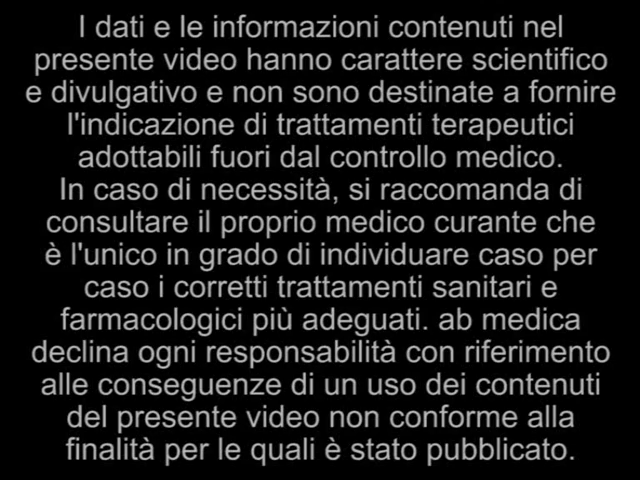 I dati e le informazioni contenuti nel
presente video hanno carattere scientifico
e divulgativo e non sono destinate a fornire
l'indicazione di trattamenti terapeutici
adottabili fuori dal controllo medico.
In caso di necessità, si raccomanda di
consultare il proprio medico curante che
è l'unico in grado di individuare caso per
caso i corretti trattamenti sanitari e
farmacologici più adeguati. ab medica
declina ogni responsabilità con riferimento
alle conseguenze di un uso dei contenuti
del presente video non conforme alla
finalità per le quali è stato pubblicato.